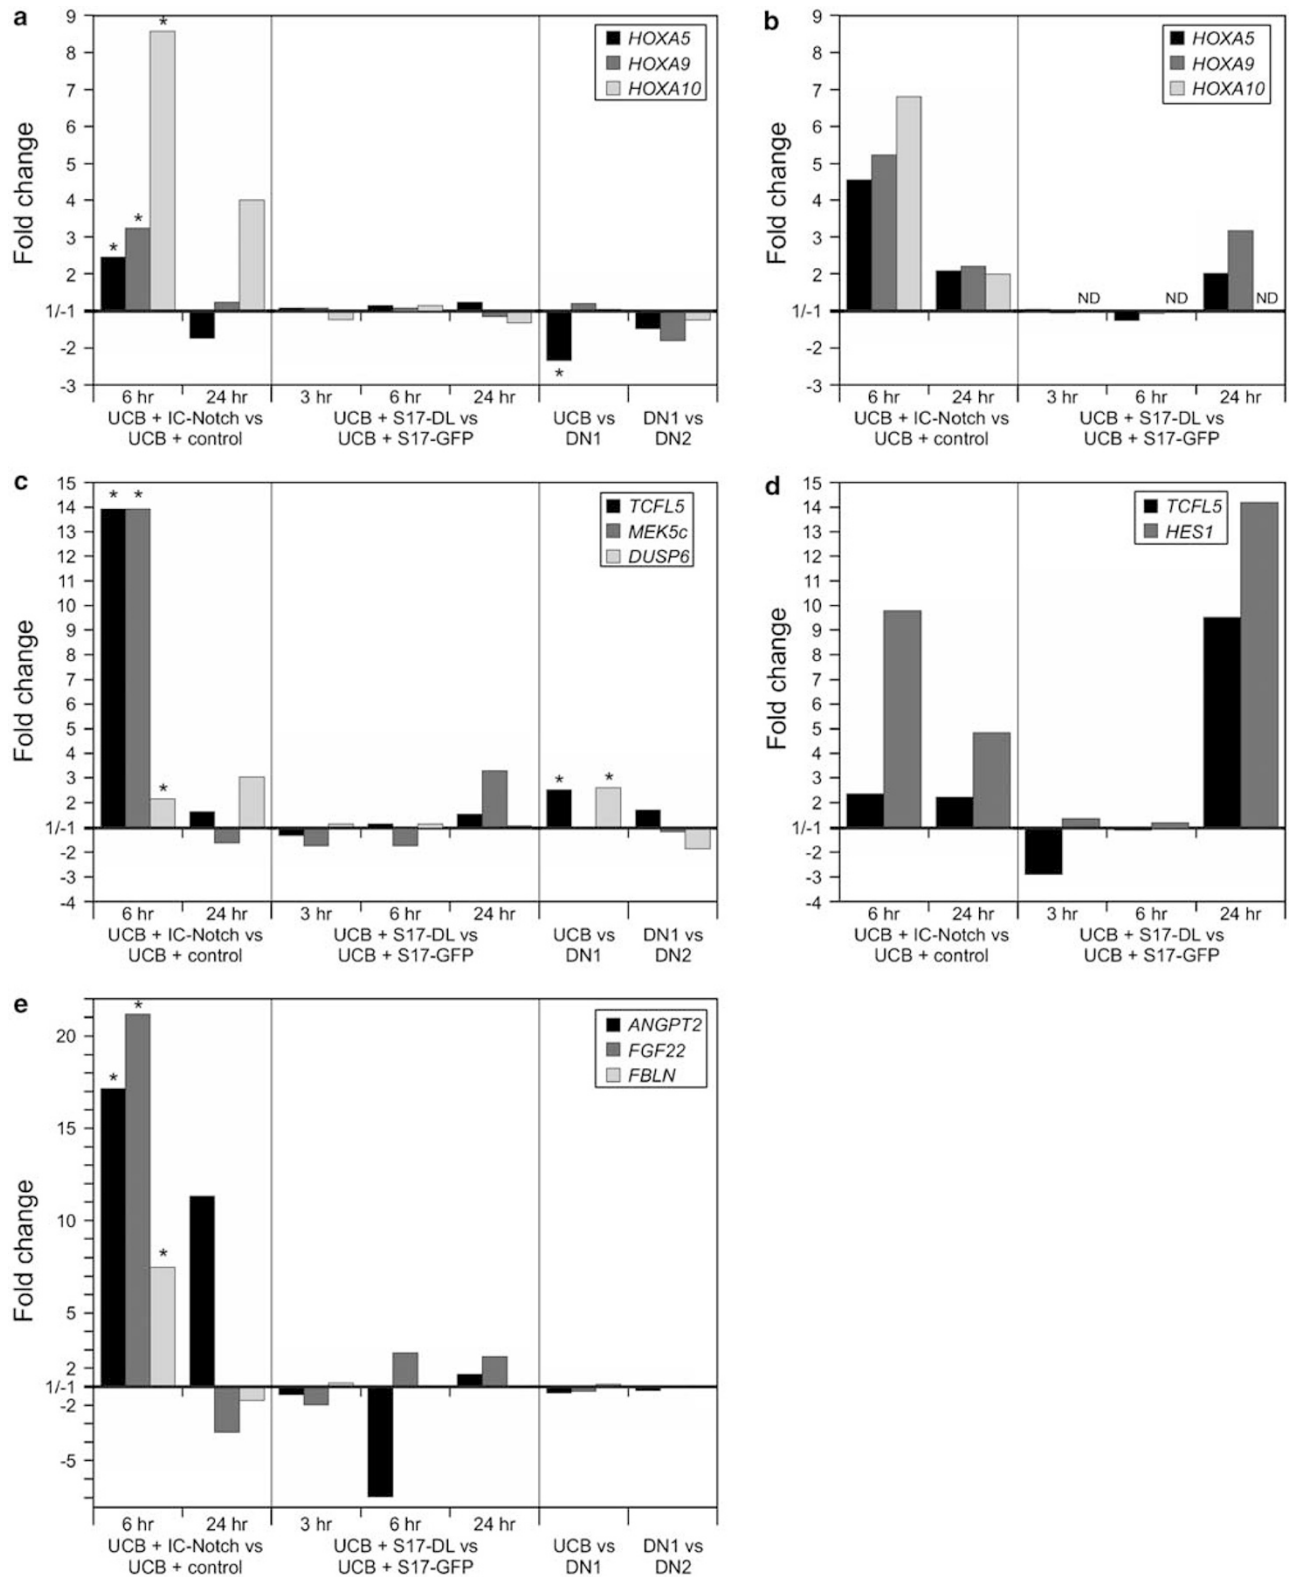 a
9
8
7
6
5
4
3
2
1/-1
-2
-3
Fold change
*
*
*
*
HOXA5
HOXA9
HOXA10
6 hr 24 hr 3 hr 6 hr 24 hr UCB vs DN1 vs
UCB + IC-Notch vs UCB + S17-DL vs DN1 DN2
UCB + control UCB + S17-GFP
b
9
8
7
6
5
4
3
2
1/-1
-2
-3
Fold change
HOXA5
HOXA9
HOXA10
ND ND ND
6 hr 24 hr 3 hr 6 hr 24 hr
UCB + IC-Notch vs UCB + S17-DL vs
UCB + control UCB + S17-GFP
c
15
14
13
12
11
10
9
8
7
6
5
4
3
2
1/-1
-2
-3
-4
Fold change
* *
*
* *
TCFL5
MEK5c
DUSP6
6 hr 24 hr 3 hr 6 hr 24 hr
UCB + IC-Notch vs UCB + S17-DL vs UCB vs DN1 vs
UCB + control UCB + S17-GFP DN1 DN2
d
15
14
13
12
11
10
9
8
7
6
5
4
3
2
1/-1
-2
-3
-4
Fold change
TCFL5
HES1
6 hr 24 hr 3 hr 6 hr 24 hr
UCB + IC-Notch vs UCB + S17-DL vs
UCB + control UCB + S17-GFP
e
20
15
10
5
2
1/-1
-2
-5
Fold change
*
*
*
ANGPT2
FGF22
FBLN
6 hr 24 hr 3 hr 6 hr 24 hr
UCB + IC-Notch vs UCB + S17-DL vs UCB vs DN1 vs
UCB + control UCB + S17-GFP DN1 DN2